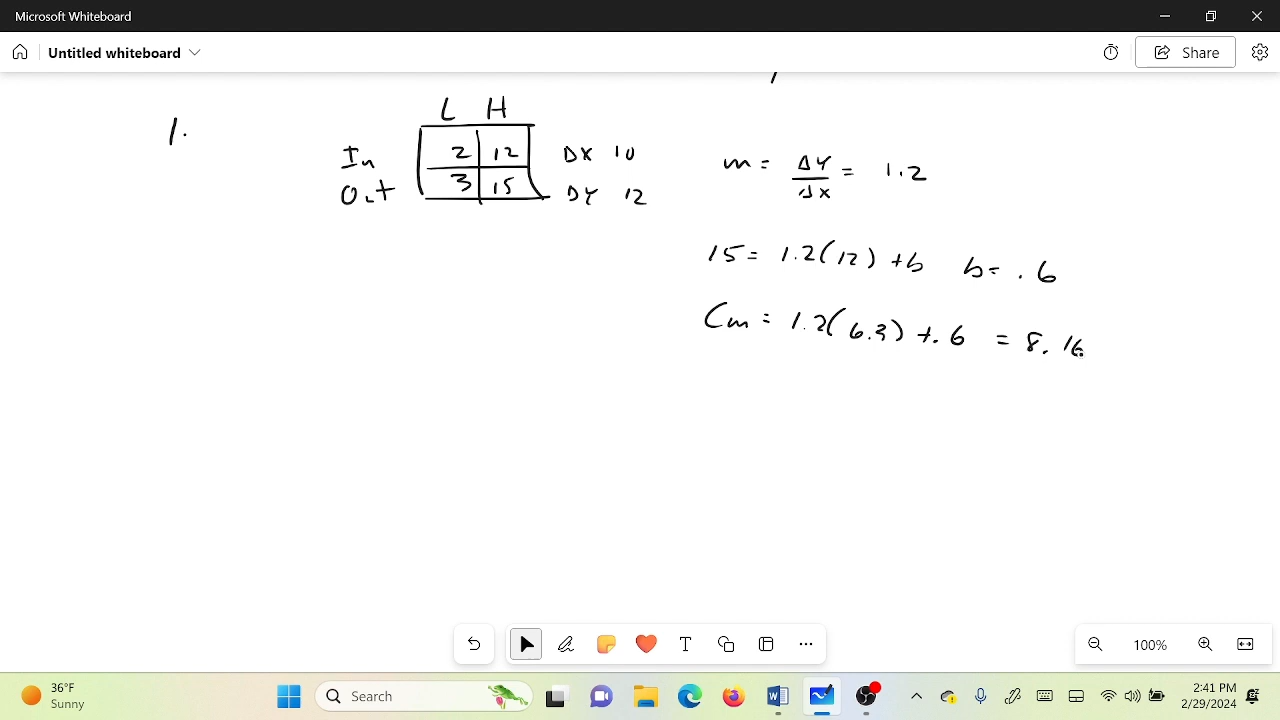 Microsoft Whiteboard
Untitled whiteboard
Share
1.
L H
In 2 12 ΔX 10
Out 3 15 ΔY 12
m = ΔY/ΔX = 1.2
15 = 1.2(12) +b b= .6
Cm = 1.2(6.3) + .6 = 8.16
100%
36°F
Sunny
Search
2:41 PM
2/29/2024